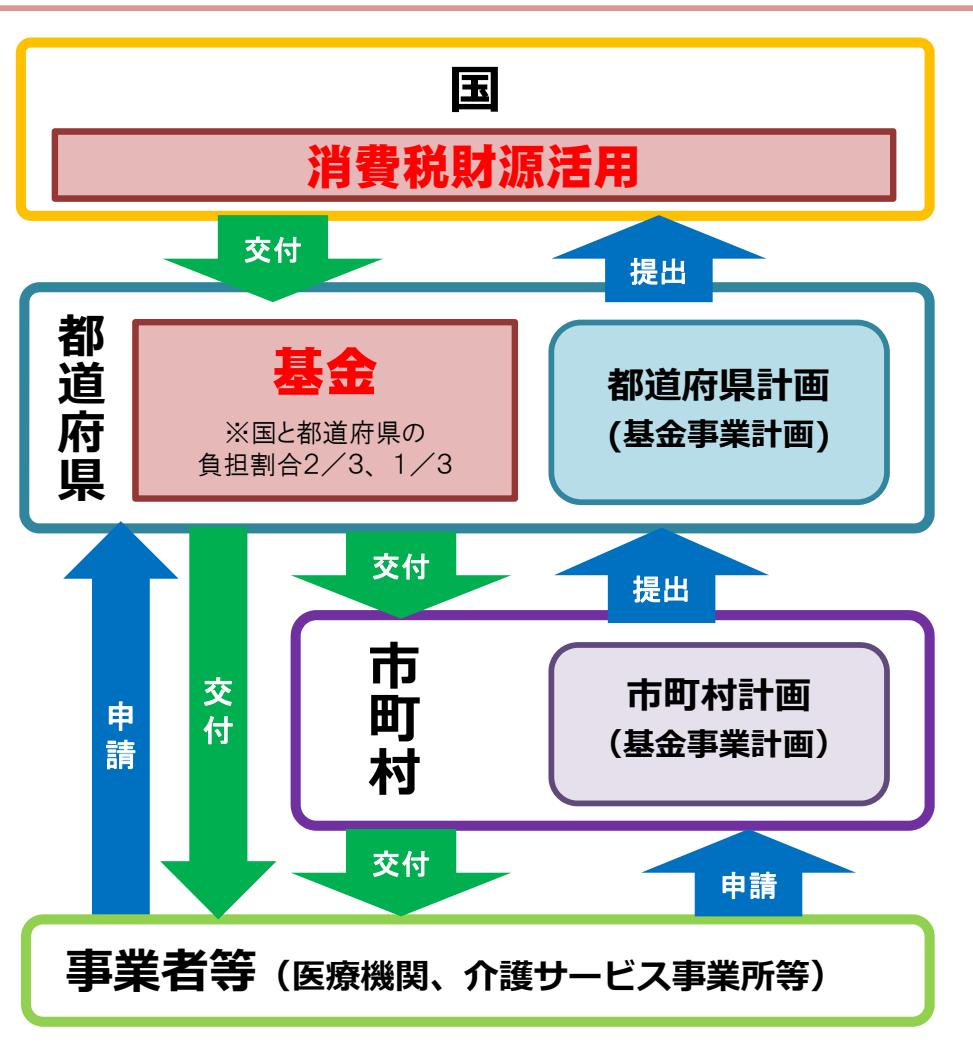 国
消費税財源活用
交付
提出
都道府県
基金
※国と都道府県の
負担割合2／3、1／3
都道府県計画
(基金事業計画)
交付
提出
申請
交付
市町村
市町村計画
（基金事業計画）
交付
申請
事業者等（医療機関、介護サービス事業所等）